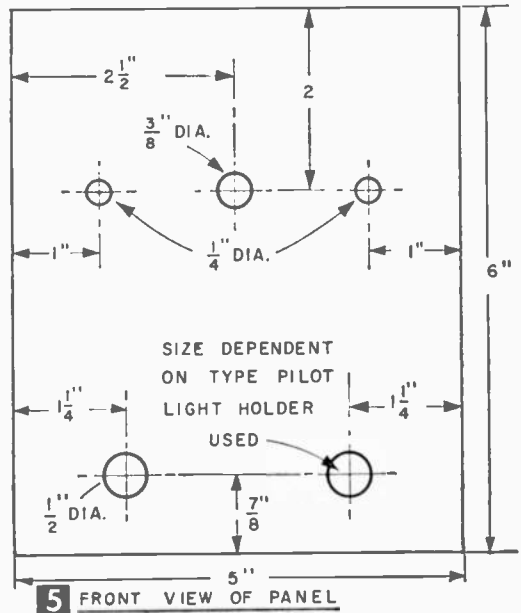 2 1/2"
2
3/8" DIA.
1/4" DIA.
1"
1"
6"
SIZE DEPENDENT
ON TYPE PILOT
LIGHT HOLDER
USED
1 1/4"
1 1/4"
1/2" DIA.
7/8"
5"
5 FRONT VIEW OF PANEL